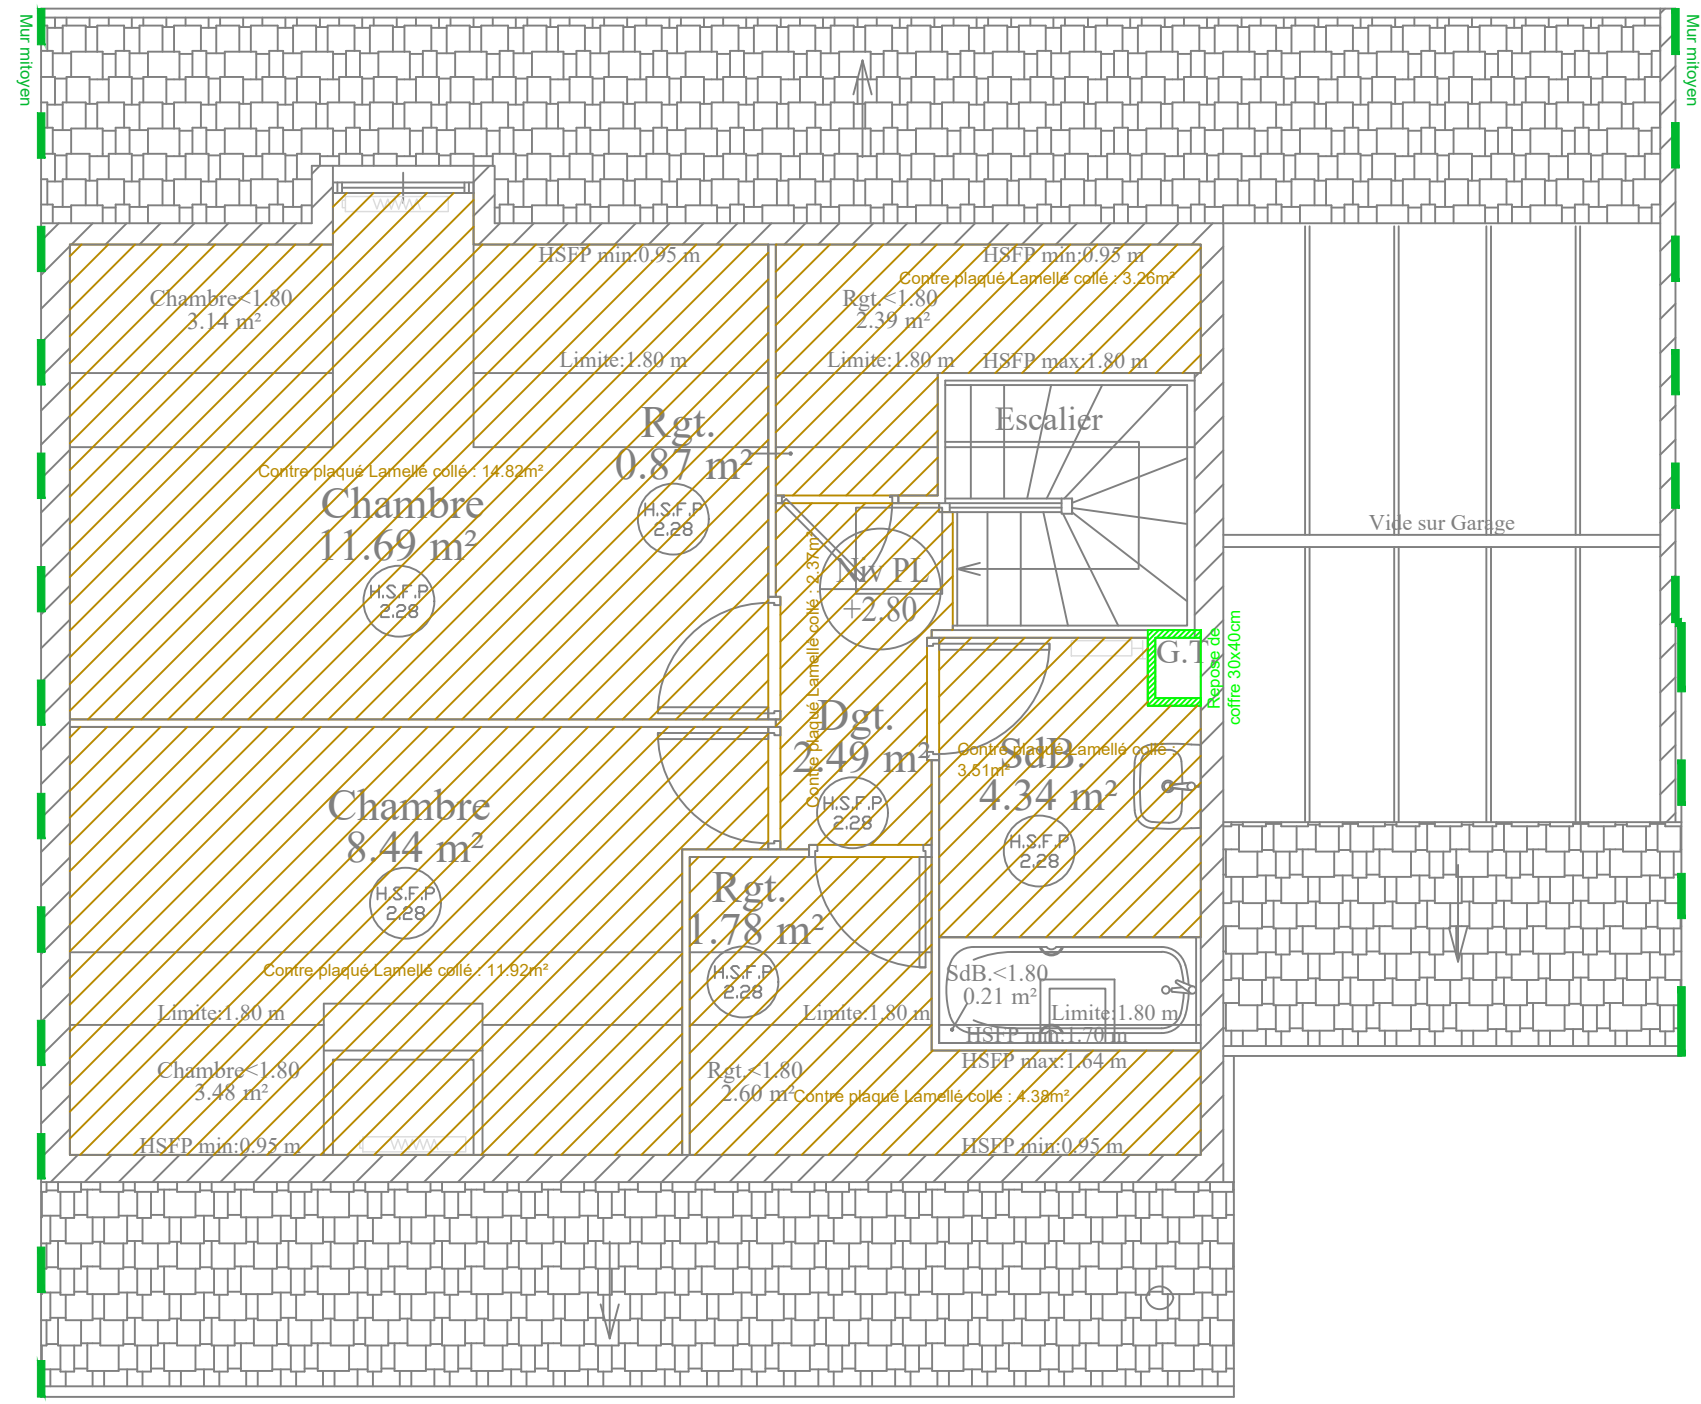 Mur mitoyen
Mur mitoyen
HSFP min:0.95 m
HSFP min:0.95 m
Contre plaqué Lamellé collé : 3.26m²
Chambre<1.80
3.14 m²
Rgt.<1.80
2.39 m²
Limite:1.80 m
Limite:1.80 m
HSFP max:1.80 m
Rgt.
0.87 m²
H.S.F.P
2.28
Escalier
Contre plaqué Lamellé collé : 14.82m²
Chambre
11.69 m²
H.S.F.P
2.28
Vide sur Garage
Niv PL
+2.80
Contre plaqué Lamellé collé : 2.37m²
G.T.
Repose de
coffre 30x40cm
Dgt.
2.49 m²
H.S.F.P
2.28
Contre plaqué Lamellé collé :
3.51m²
SdB.
4.34 m²
H.S.F.P
2.28
Chambre
8.44 m²
H.S.F.P
2.28
Rgt.
1.78 m²
H.S.F.P
2.28
Contre plaqué Lamellé collé : 11.92m²
SdB.<1.80
0.21 m²
Limite:1.80 m
Limite:1.80 m
Limite:1.80 m
HSFP min:1.70 m
HSFP max:1.64 m
Chambre<1.80
3.48 m²
Rgt.<1.80
2.60 m²
Contre plaqué Lamellé collé : 4.38m²
HSFP min:0.95 m
HSFP min:0.95 m